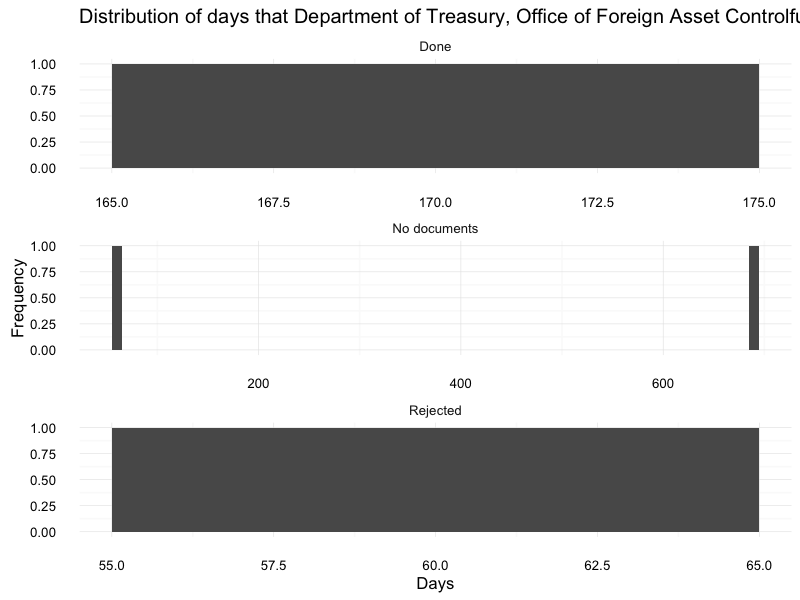 Distribution of days that Department of Treasury, Office of Foreign Asset Controlfu
Done
1.00
0.75
0.50
0.25
0.00
165.0 167.5 170.0 172.5 175.0
No documents
1.00
0.75
0.50
0.25
0.00
200 400 600
Frequency
Rejected
1.00
0.75
0.50
0.25
0.00
55.0 57.5 60.0 62.5 65.0
Days